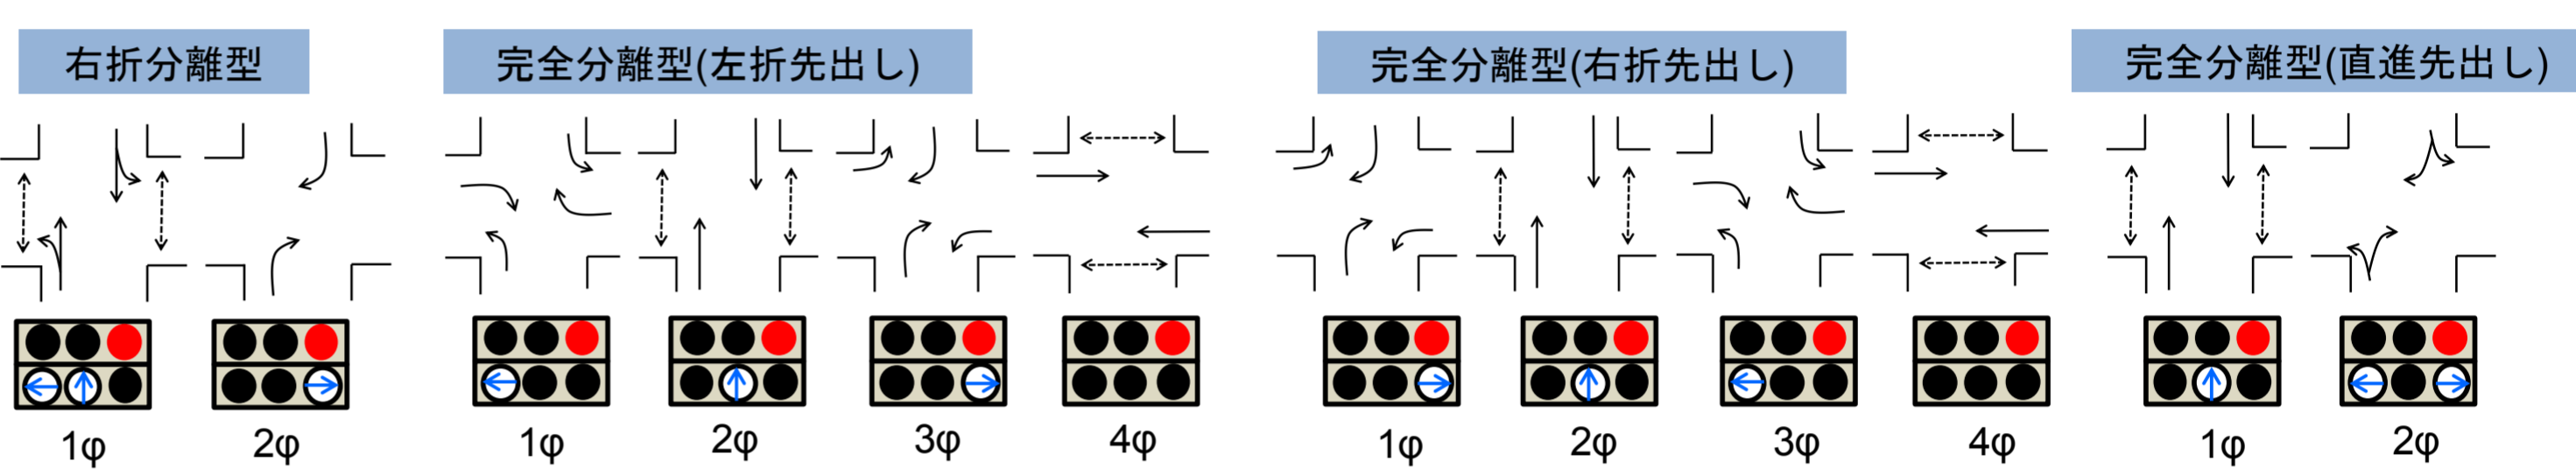 右折分離型
完全分離型(左折先出し)
完全分離型(右折先出し)
完全分離型(直進先出し)
1φ
2φ
1φ
2φ
3φ
4φ
1φ
2φ
3φ
4φ
1φ
2φ